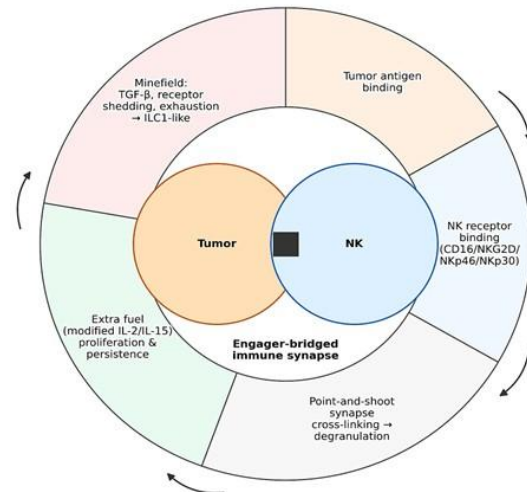 Minefield:
TGF-β, receptor
shedding, exhaustion
→ ILC1-like
Tumor antigen
binding
NK receptor
binding
(CD16/NKG2D/
NKp46/NKp30)
Tumor
NK
Engager-bridged
immune synapse
Extra fuel
(modified IL-2/IL-15)
proliferation &
persistence
Point-and-shoot
synapse
cross-linking →
degranulation